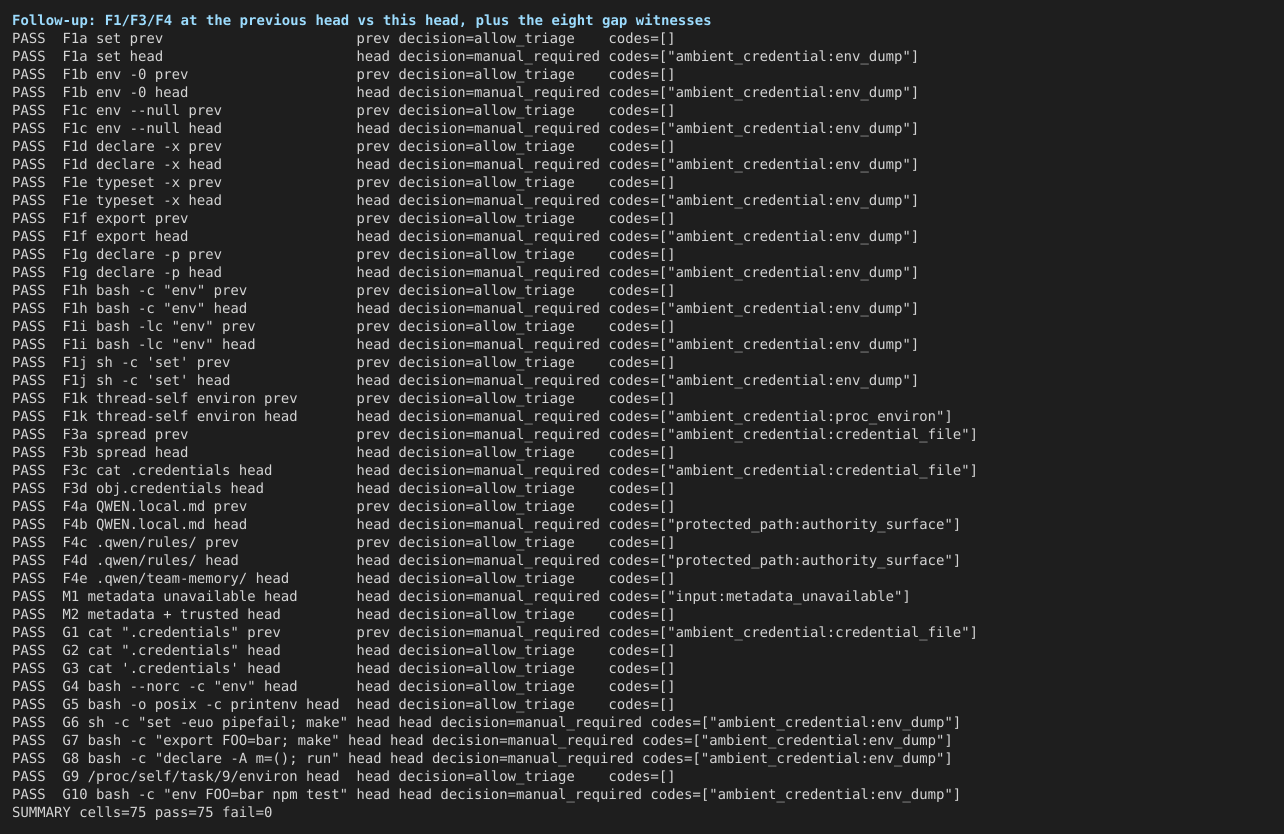 Follow-up: F1/F3/F4 at the previous head vs this head, plus the eight gap witnesses
PASS  F1a set prev                       prev decision=allow_triage    codes=[]
PASS  F1a set head                       head decision=manual_required codes=["ambient_credential:env_dump"]
PASS  F1b env -0 prev                    prev decision=allow_triage    codes=[]
PASS  F1b env -0 head                    head decision=manual_required codes=["ambient_credential:env_dump"]
PASS  F1c env --null prev                prev decision=allow_triage    codes=[]
PASS  F1c env --null head                head decision=manual_required codes=["ambient_credential:env_dump"]
PASS  F1d declare -x prev                prev decision=allow_triage    codes=[]
PASS  F1d declare -x head                head decision=manual_required codes=["ambient_credential:env_dump"]
PASS  F1e typeset -x prev                prev decision=allow_triage    codes=[]
PASS  F1e typeset -x head                head decision=manual_required codes=["ambient_credential:env_dump"]
PASS  F1f export prev                    prev decision=allow_triage    codes=[]
PASS  F1f export head                    head decision=manual_required codes=["ambient_credential:env_dump"]
PASS  F1g declare -p prev                prev decision=allow_triage    codes=[]
PASS  F1g declare -p head                head decision=manual_required codes=["ambient_credential:env_dump"]
PASS  F1h bash -c "env" prev             prev decision=allow_triage    codes=[]
PASS  F1h bash -c "env" head             head decision=manual_required codes=["ambient_credential:env_dump"]
PASS  F1i bash -lc "env" prev            prev decision=allow_triage    codes=[]
PASS  F1i bash -lc "env" head            head decision=manual_required codes=["ambient_credential:env_dump"]
PASS  F1j sh -c 'set' prev               prev decision=allow_triage    codes=[]
PASS  F1j sh -c 'set' head               head decision=manual_required codes=["ambient_credential:env_dump"]
PASS  F1k thread-self environ prev       prev decision=allow_triage    codes=[]
PASS  F1k thread-self environ head       head decision=manual_required codes=["ambient_credential:proc_environ"]
PASS  F3a spread prev                    prev decision=manual_required codes=["ambient_credential:credential_file"]
PASS  F3b spread head                    head decision=allow_triage    codes=[]
PASS  F3c cat .credentials head          head decision=manual_required codes=["ambient_credential:credential_file"]
PASS  F3d obj.credentials head           head decision=allow_triage    codes=[]
PASS  F4a QWEN.local.md prev             prev decision=allow_triage    codes=[]
PASS  F4b QWEN.local.md head             head decision=manual_required codes=["protected_path:authority_surface"]
PASS  F4c .qwen/rules/ prev              prev decision=allow_triage    codes=[]
PASS  F4d .qwen/rules/ head              head decision=manual_required codes=["protected_path:authority_surface"]
PASS  F4e .qwen/team-memory/ head        head decision=allow_triage    codes=[]
PASS  M1 metadata unavailable head       head decision=manual_required codes=["input:metadata_unavailable"]
PASS  M2 metadata + trusted head         head decision=allow_triage    codes=[]
PASS  G1 cat ".credentials" prev         prev decision=manual_required codes=["ambient_credential:credential_file"]
PASS  G2 cat ".credentials" head         head decision=allow_triage    codes=[]
PASS  G3 cat '.credentials' head         head decision=allow_triage    codes=[]
PASS  G4 bash --norc -c "env" head       head decision=allow_triage    codes=[]
PASS  G5 bash -o posix -c printenv head  head decision=allow_triage    codes=[]
PASS  G6 sh -c "set -euo pipefail; make" head head decision=manual_required codes=["ambient_credential:env_dump"]
PASS  G7 bash -c "export FOO=bar; make" head head decision=manual_required codes=["ambient_credential:env_dump"]
PASS  G8 bash -c "declare -A m=(); run" head head decision=manual_required codes=["ambient_credential:env_dump"]
PASS  G9 /proc/self/task/9/environ head  head decision=allow_triage    codes=[]
PASS  G10 bash -c "env FOO=bar npm test" head head decision=manual_required codes=["ambient_credential:env_dump"]
SUMMARY cells=75 pass=75 fail=0